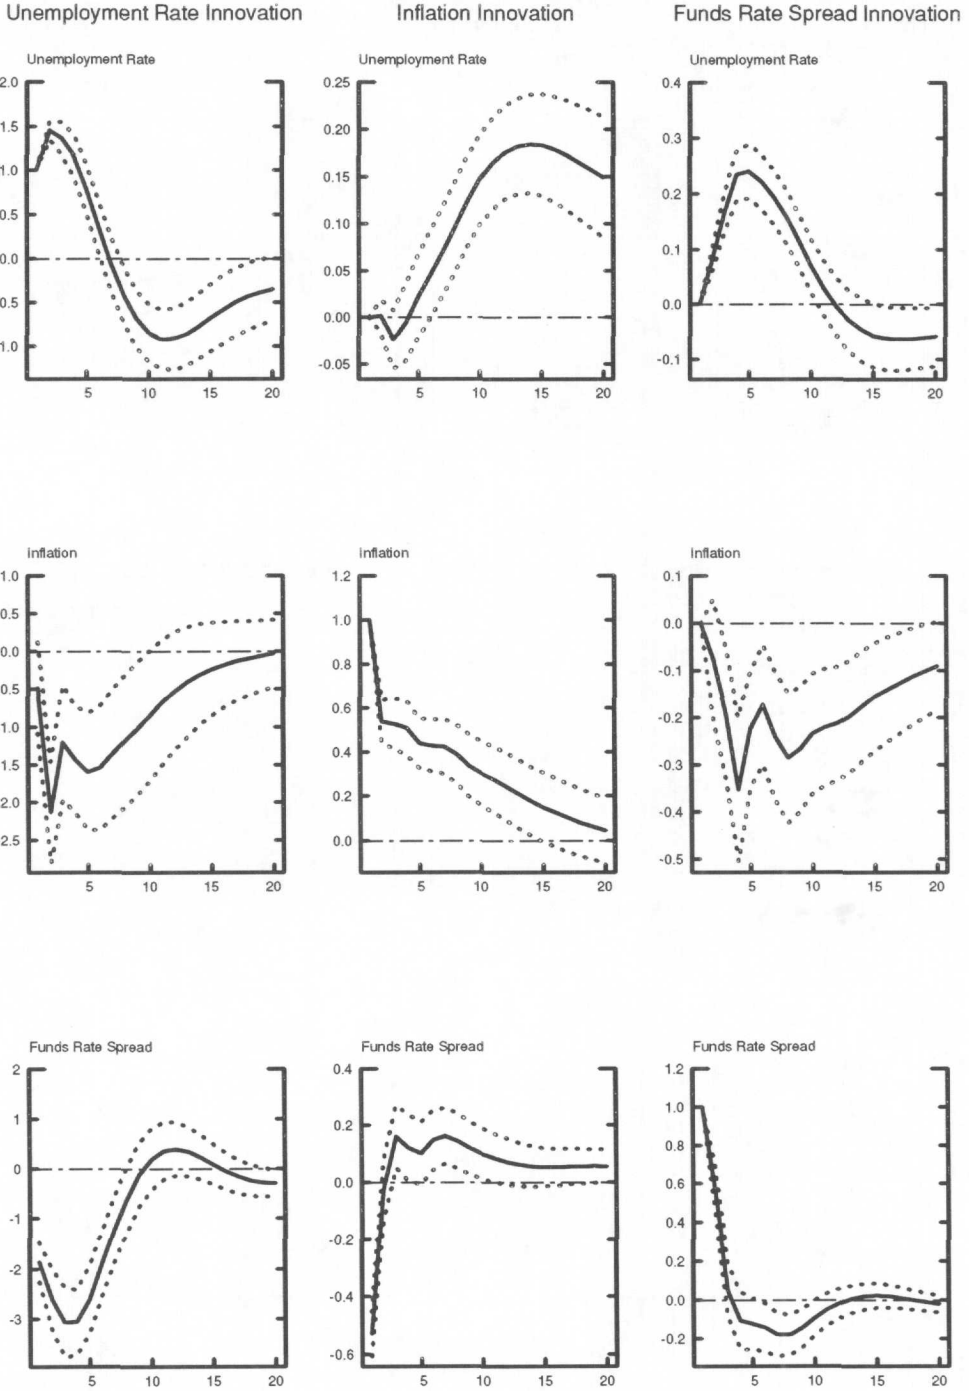 Unemployment Rate Innovation
Inflation Innovation
Funds Rate Spread Innovation
Unemployment Rate
2.0
1.5
1.0
0.5
0.0
0.5
1.0
5 10 15 20
Unemployment Rate
0.25
0.20
0.15
0.10
0.05
0.00
-0.05
5 10 15 20
Unemployment Rate
0.4
0.3
0.2
0.1
0.0
-0.1
5 10 15 20
Inflation
1.0
0.5
0.0
0.5
1.0
1.5
2.0
2.5
5 10 15 20
Inflation
1.2
1.0
0.8
0.6
0.4
0.2
0.0
5 10 15 20
Inflation
0.1
0.0
-0.1
-0.2
-0.3
-0.4
-0.5
5 10 15 20
Funds Rate Spread
2
1
0
-1
-2
-3
5 10 15 20
Funds Rate Spread
0.4
0.2
0.0
-0.2
-0.4
-0.6
5 10 15 20
Funds Rate Spread
1.2
1.0
0.8
0.6
0.4
0.2
0.0
-0.2
5 10 15 20